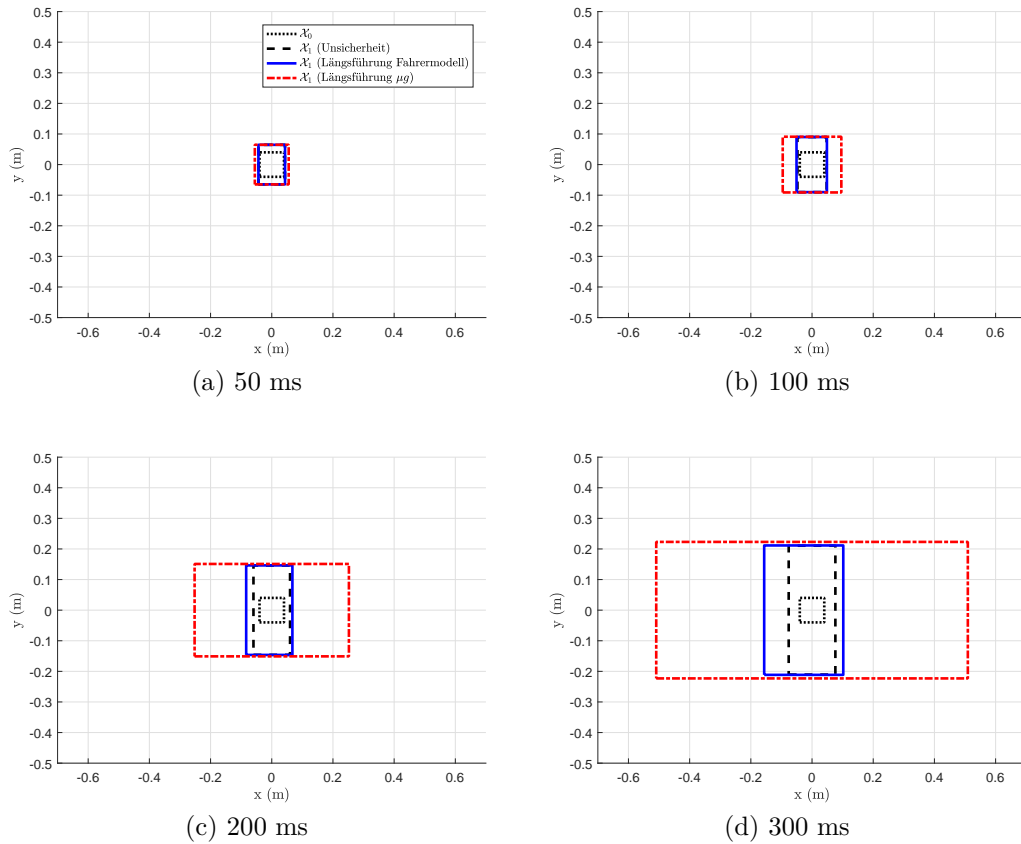 0.5
0.4
0.3
0.2
0.1
0
-0.1
-0.2
-0.3
-0.4
-0.5
y (m)
-0.6 -0.4 -0.2 0 0.2 0.4 0.6
x (m)
𝒳₀
𝒳₁ (Unsicherheit)
𝒳₁ (Längsführung Fahrermodell)
𝒳₁ (Längsführung μg)
(a) 50 ms
0.5
0.4
0.3
0.2
0.1
0
-0.1
-0.2
-0.3
-0.4
-0.5
y (m)
-0.6 -0.4 -0.2 0 0.2 0.4 0.6
x (m)
(b) 100 ms
0.5
0.4
0.3
0.2
0.1
0
-0.1
-0.2
-0.3
-0.4
-0.5
y (m)
-0.6 -0.4 -0.2 0 0.2 0.4 0.6
x (m)
(c) 200 ms
0.5
0.4
0.3
0.2
0.1
0
-0.1
-0.2
-0.3
-0.4
-0.5
y (m)
-0.6 -0.4 -0.2 0 0.2 0.4 0.6
x (m)
(d) 300 ms